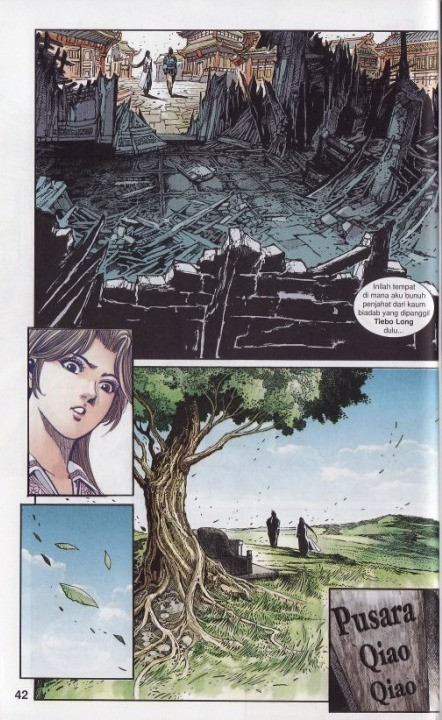 Inilah tempat
di mana aku bunuh
penjahat dari kaum
biadab yang dipanggil
Tiebo Long
dulu...
Pusara
Qiao
Qiao
42